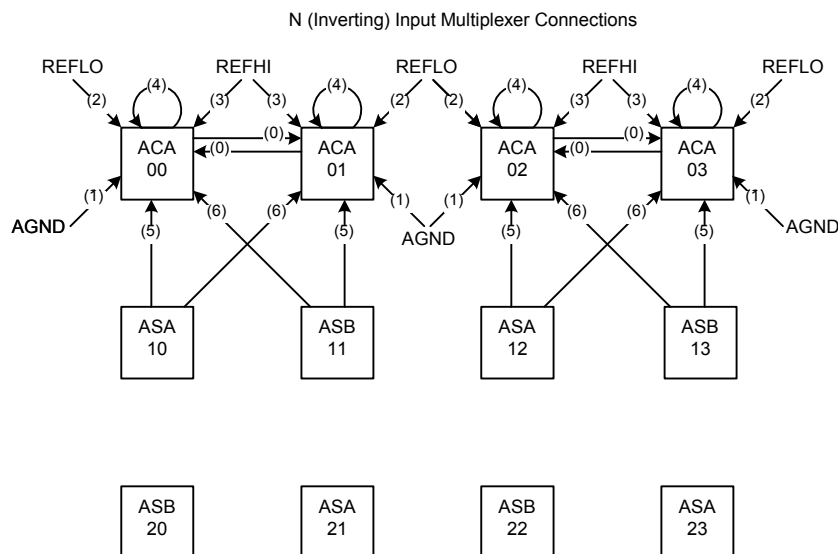 N (Inverting) Input Multiplexer Connections
REFLO REFHI REFLO REFHI REFLO
(4) (4) (4) (4)
(2) (3) (3) (2) (2) (3) (3) (2)
(0) (0)
ACA ACA ACA ACA
(0) (0)
00 01 02 03
(1) (1) (1) (1)
(6) (6) (6) (6)
AGND AGND AGND
(5) (5) (5) (5)
ASA ASB ASA ASB
10 11 12 13
ASB ASA ASB ASA
20 21 22 23